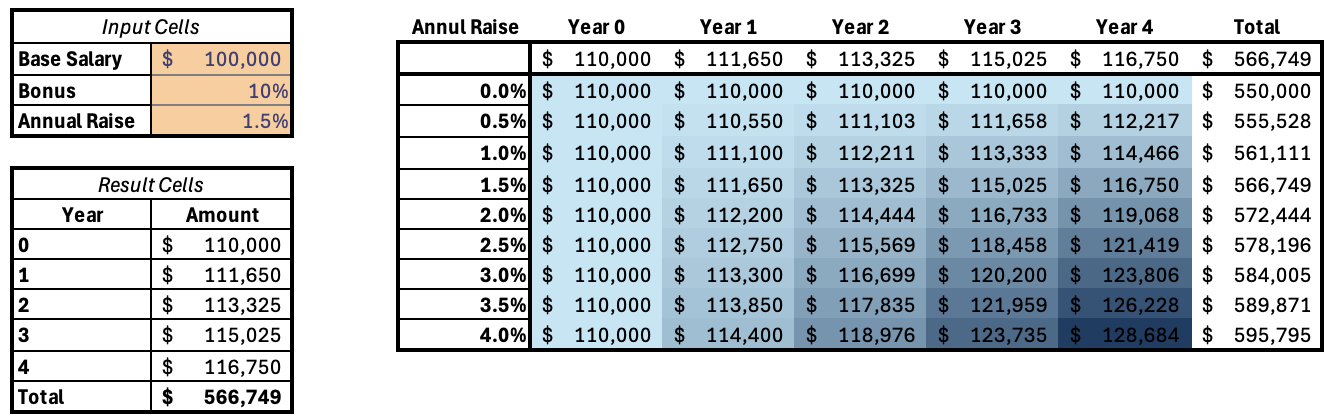 Input Cells
Base Salary $ 100,000
Bonus 10%
Annual Raise 1.5%
Result Cells
Year Amount
0 $ 110,000
1 $ 111,650
2 $ 113,325
3 $ 115,025
4 $ 116,750
Total $ 566,749
Annul Raise Year 0 Year 1 Year 2 Year 3 Year 4 Total
$ 110,000 $ 111,650 $ 113,325 $ 115,025 $ 116,750 $ 566,749
0.0% $ 110,000 $ 110,000 $ 110,000 $ 110,000 $ 110,000 $ 550,000
0.5% $ 110,000 $ 110,550 $ 111,103 $ 111,658 $ 112,217 $ 555,528
1.0% $ 110,000 $ 111,100 $ 112,211 $ 113,333 $ 114,466 $ 561,111
1.5% $ 110,000 $ 111,650 $ 113,325 $ 115,025 $ 116,750 $ 566,749
2.0% $ 110,000 $ 112,200 $ 114,444 $ 116,733 $ 119,068 $ 572,444
2.5% $ 110,000 $ 112,750 $ 115,569 $ 118,458 $ 121,419 $ 578,196
3.0% $ 110,000 $ 113,300 $ 116,699 $ 120,200 $ 123,806 $ 584,005
3.5% $ 110,000 $ 113,850 $ 117,835 $ 121,959 $ 126,228 $ 589,871
4.0% $ 110,000 $ 114,400 $ 118,976 $ 123,735 $ 128,684 $ 595,795